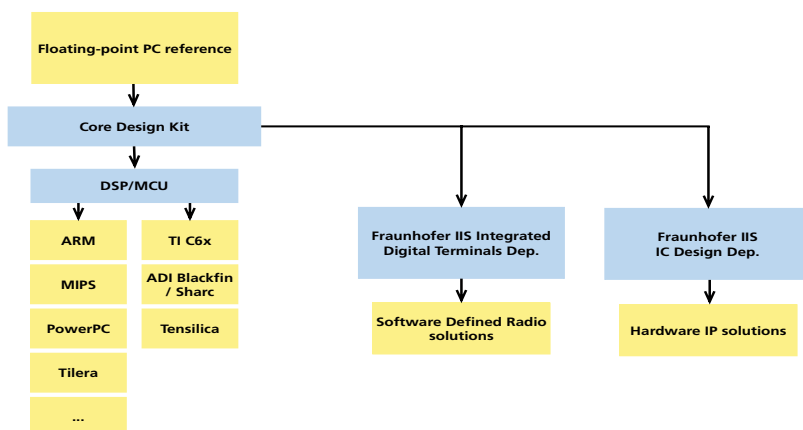 Floating-point PC reference
Core Design Kit
DSP/MCU
ARM
TI C6x
MIPS
ADI Blackfin
/ Sharc
PowerPC
Tensilica
Tilera
...
Fraunhofer IIS Integrated
Digital Terminals Dep.
Software Defined Radio
solutions
Fraunhofer IIS
IC Design Dep.
Hardware IP solutions